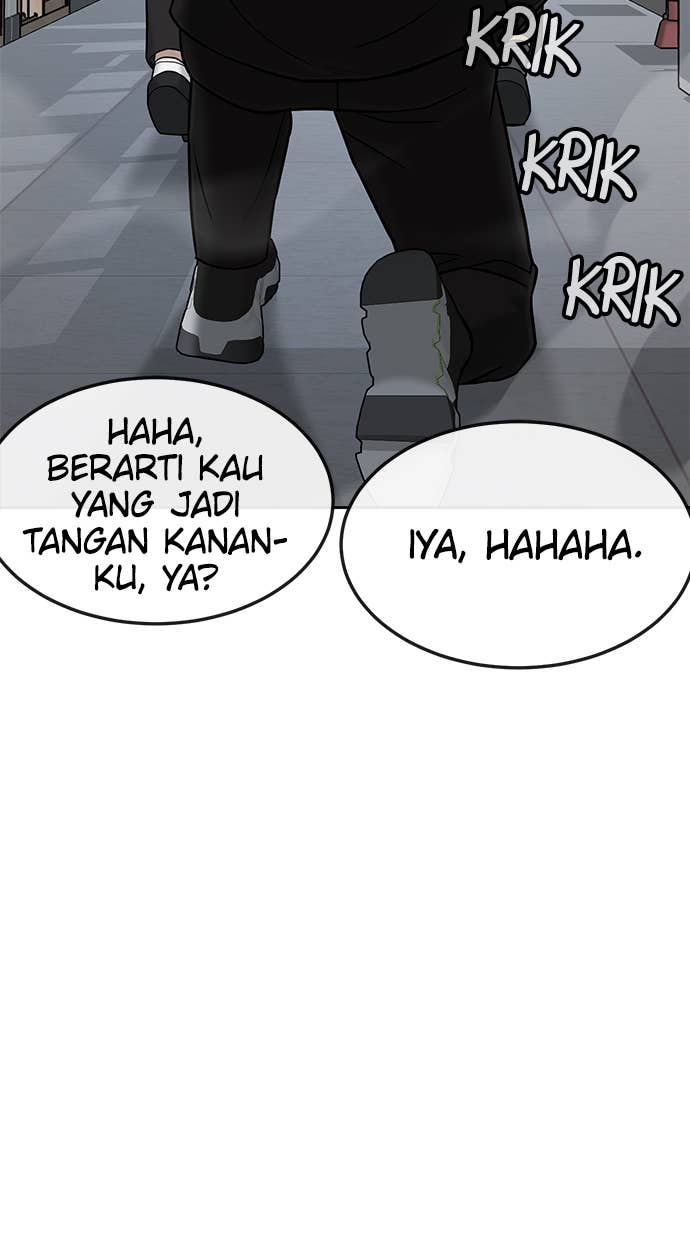 KRIK
KRIK
KRIK
HAHA,
BERARTI KAU
YANG JADI
TANGAN KANAN-
KU, YA?
IYA, HAHAHA.